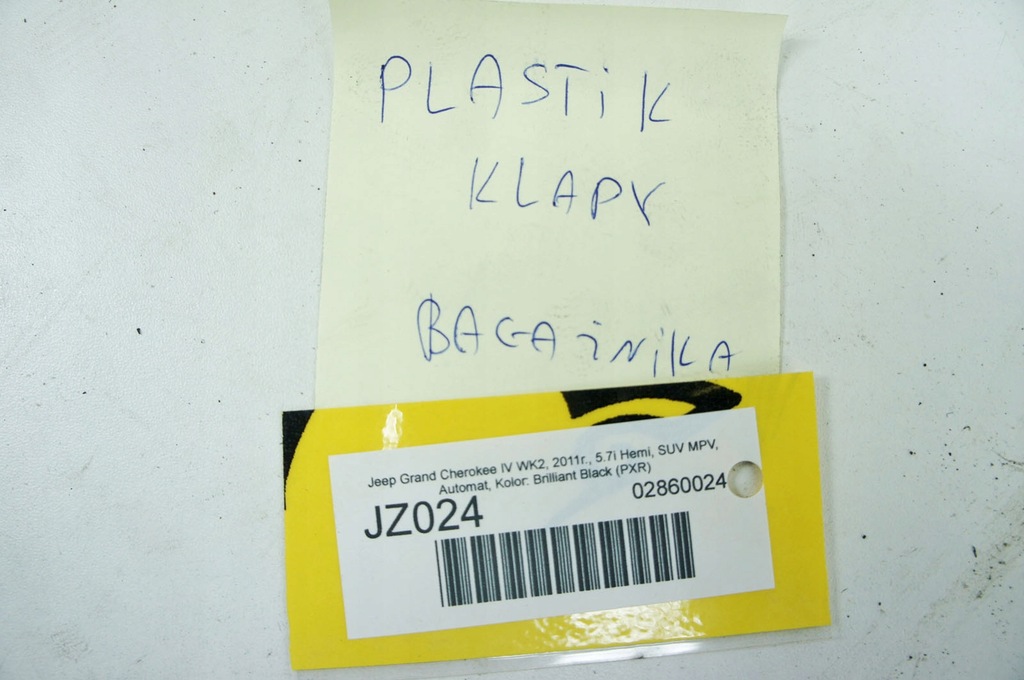 PLASTiK
KLAPY
BAGAżNiKA
Jeep Grand Cherokee IV WK2, 2011r., 5.7i Hemi, SUV MPV,
Automat, Kolor: Brilliant Black (PXR)
JZ024
02860024